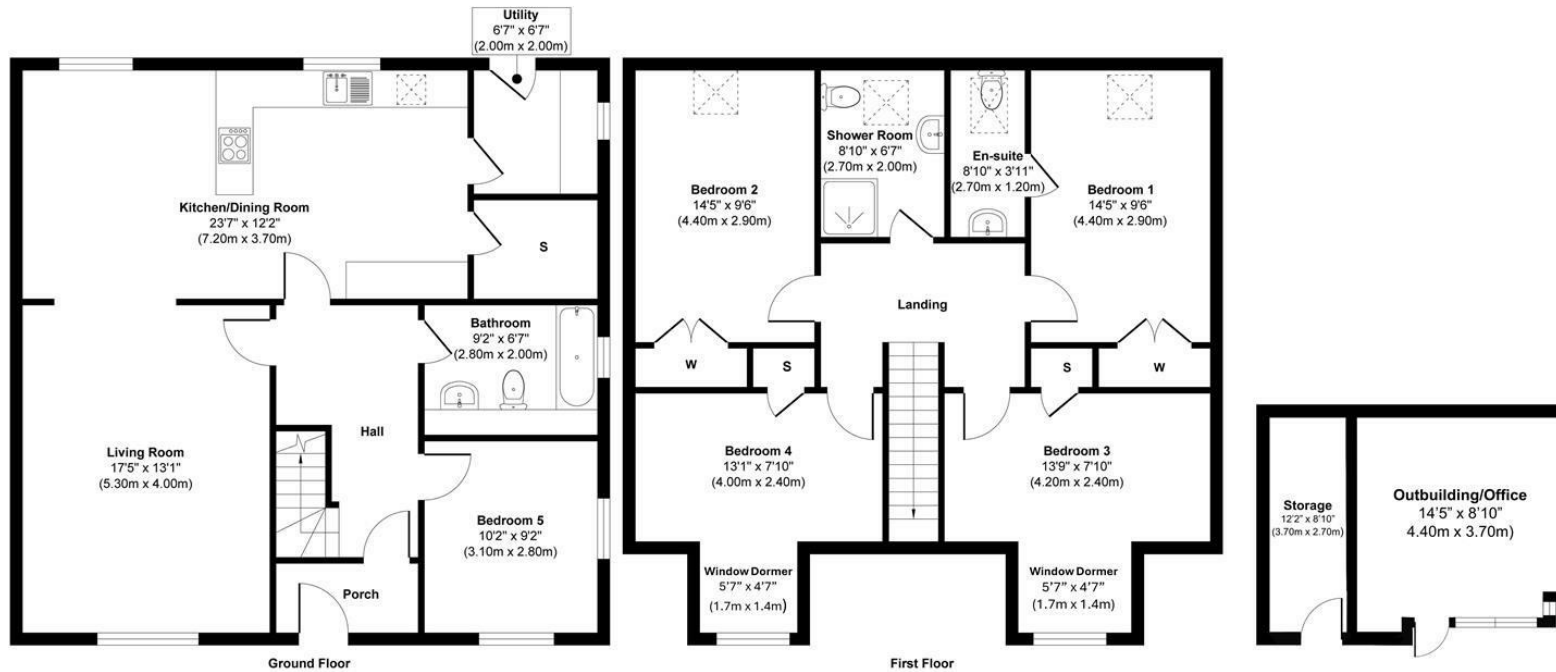 Utility
6'7" x 6'7"
(2.00m x 2.00m)
Kitchen/Dining Room
23'7" x 12'2"
(7.20m x 3.70m)
S
Bathroom
9'2" x 6'7"
(2.80m x 2.00m)
Living Room
17'5" x 13'1"
(5.30m x 4.00m)
Hall
Bedroom 5
10'2" x 9'2"
(3.10m x 2.80m)
Porch
Ground Floor
Bedroom 2
14'5" x 9'6"
(4.40m x 2.90m)
Shower Room
8'10" x 6'7"
(2.70m x 2.00m)
En-suite
8'10" x 3'11"
(2.70m x 1.20m)
Bedroom 1
14'5" x 9'6"
(4.40m x 2.90m)
Landing
W
S
S
W
Bedroom 4
13'1" x 7'10"
(4.00m x 2.40m)
Bedroom 3
13'9" x 7'10"
(4.20m x 2.40m)
Window Dormer
5'7" x 4'7"
(1.7m x 1.4m)
Window Dormer
5'7" x 4'7"
(1.7m x 1.4m)
First Floor
Storage
12'2" x 8'10"
(3.70m x 2.70m)
Outbuilding/Office
14'5" x 8'10"
4.40m x 3.70m)